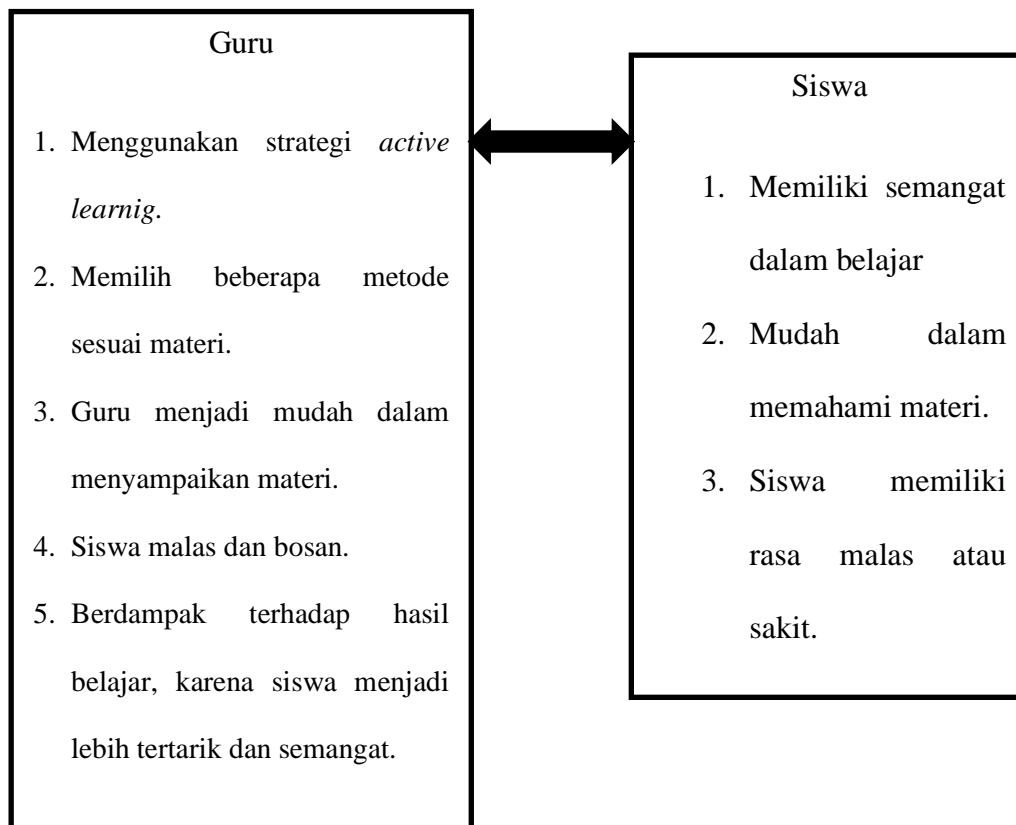 Guru
1. Menggunakan strategi active
learnig.
2. Memilih beberapa metode
sesuai materi.
3. Guru menjadi mudah dalam
menyampaikan materi.
4. Siswa malas dan bosan.
5. Berdampak terhadap hasil
belajar, karena siswa menjadi
lebih tertarik dan semangat.
Siswa
1. Memiliki semangat
dalam belajar
2. Mudah dalam
memahami materi.
3. Siswa memiliki
rasa malas atau
sakit.